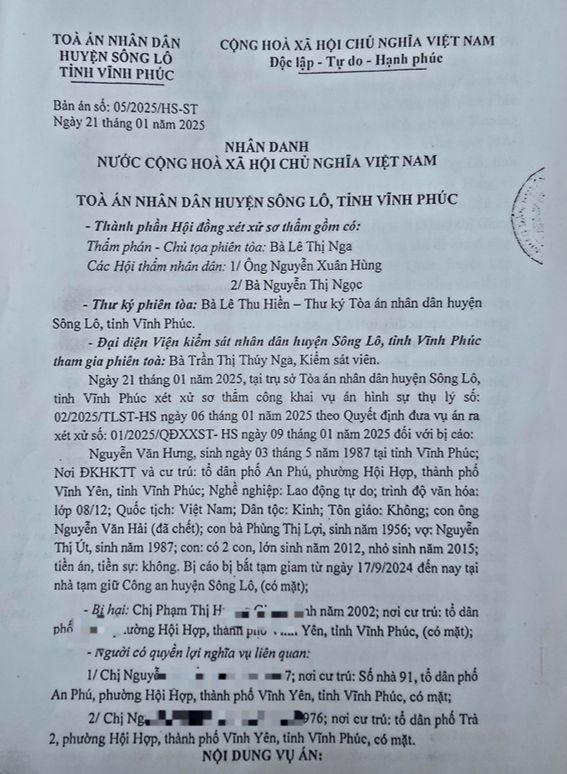 TOÀ ÁN NHÂN DÂN
HUYỆN SÔNG LÔ
TỈNH VĨNH PHÚC
CỘNG HOÀ XÃ HỘI CHỦ NGHĨA VIỆT NAM
Độc lập - Tự do - Hạnh phúc
Bản án số: 05/2025/HS-ST
Ngày 21 tháng 01 năm 2025
NHÂN DANH
NƯỚC CỘNG HOÀ XÃ HỘI CHỦ NGHĨA VIỆT NAM
TOÀ ÁN NHÂN DÂN HUYỆN SÔNG LÔ, TỈNH VĨNH PHÚC
- Thành phần Hội đồng xét xử sơ thẩm gồm có:
Thẩm phán - Chủ tọa phiên tòa: Bà Lê Thị Nga
Các Hội thẩm nhân dân: 1/ Ông Nguyễn Xuân Hùng
2/ Bà Nguyễn Thị Ngọc
- Thư ký phiên tòa: Bà Lê Thu Hiền – Thư ký Tòa án nhân dân huyện
Sông Lô, tỉnh Vĩnh Phúc.
- Đại diện Viện kiểm sát nhân dân huyện Sông Lô, tỉnh Vĩnh Phúc
tham gia phiên toà: Bà Trần Thị Thúy Nga, Kiểm sát viên.
Ngày 21 tháng 01 năm 2025, tại trụ sở Tòa án nhân dân huyện Sông Lô,
tỉnh Vĩnh Phúc xét xử sơ thẩm công khai vụ án hình sự thụ lý số:
02/2025/TLST-HS ngày 06 tháng 01 năm 2025 theo Quyết định đưa vụ án ra
xét xử số: 01/2025/QĐXXST- HS ngày 09 tháng 01 năm 2025 đối với bị cáo:
Nguyễn Văn Hưng, sinh ngày 03 tháng 5 năm 1987 tại tỉnh Vĩnh Phúc;
Nơi ĐKHKTT và cư trú: tổ dân phố An Phú, phường Hội Hợp, thành phố
Vĩnh Yên, tỉnh Vĩnh Phúc; Nghề nghiệp: Lao động tự do; trình độ văn hóa:
lớp 08/12; Quốc tịch: Việt Nam; Dân tộc: Kinh; Tôn giáo: Không; con ông
Nguyễn Văn Hải (đã chết); con bà Phùng Thị Lợi, sinh năm 1956; vợ: Nguyễn
Thị Út, sinh năm 1987; con: có 2 con, lớn sinh năm 2012, nhỏ sinh năm 2015;
tiền án, tiền sự: không. Bị cáo bị bắt tạm giam từ ngày 17/9/2024 đến nay tại
nhà tạm giữ Công an huyện Sông Lô, (có mặt);
- Bị hại: Chị Phạm Thị năm 2002; nơi cư trú: tổ dân
phố Hội Hợp, thành Yên, tỉnh Vĩnh Phúc, (có mặt);
- Người có quyền lợi nghĩa vụ liên quan:
1/ Chị 7; nơi cư trú: Số nhà 91, tổ dân phố
An Phú, phường Hội Hợp, thành phố Vĩnh Yên, tỉnh Vĩnh Phúc, có mặt;
2/ Chị 976; nơi cư trú: tổ dân phố Trà
2, phường Hội Hợp, thành phố Vĩnh Yên, tỉnh Vĩnh Phúc, có mặt.
NỘI DUNG VỤ ÁN: